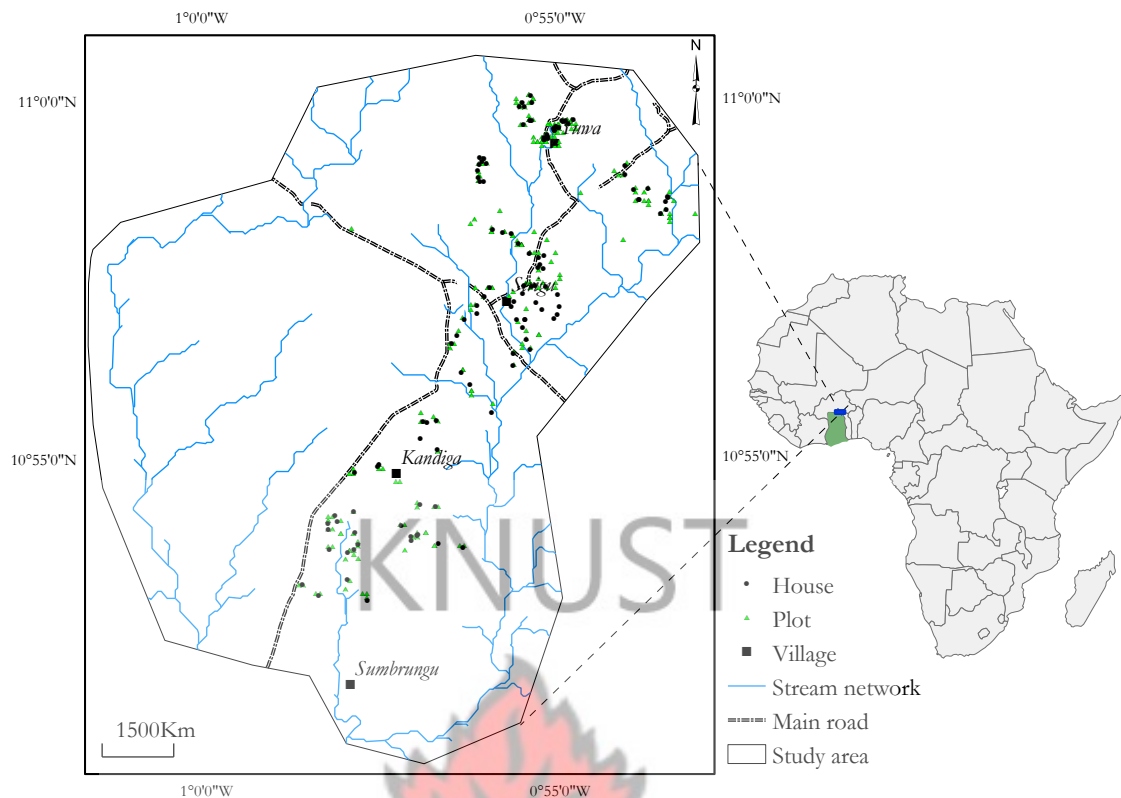 1°0'0"W 0°55'0"W
N
11°0'0"N 11°0'0"N
Yuwa
Kandiga
10°55'0"N 10°55'0"N
KNUST
Sumbrungu
1500Km
1°0'0"W 0°55'0"W
Legend
House
Plot
Village
Stream network
Main road
Study area